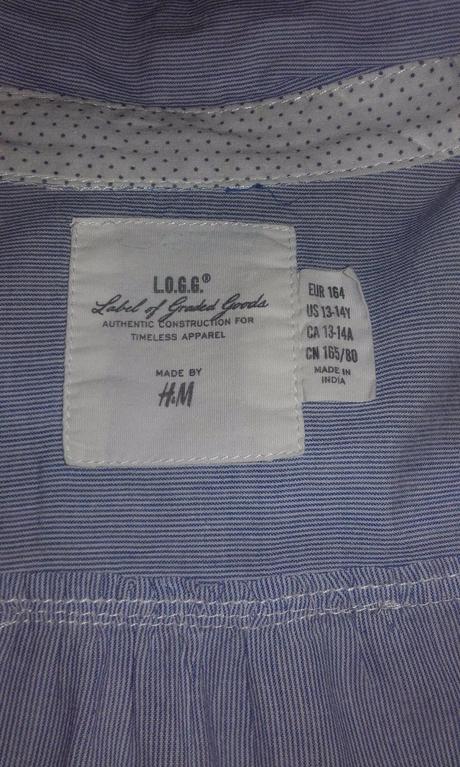 L.O.G.G.®
Label of Graded Goods
AUTHENTIC CONSTRUCTION FOR
TIMELESS APPAREL
MADE BY
H&M
EUR 164
US 13-14Y
CA 13-14A
CN 165/80
MADE IN
INDIA